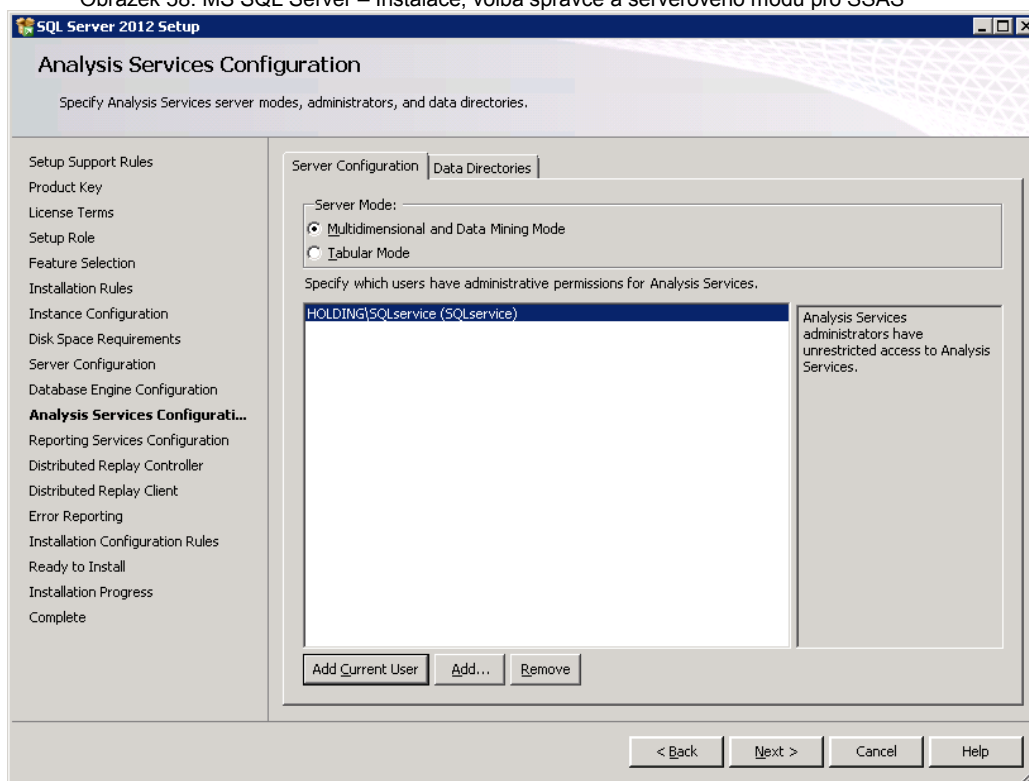 Obrázek 38: MS SQL Server – Instalace, volba správce a serverového módu pro SSAS
SQL Server 2012 Setup
Analysis Services Configuration
Specify Analysis Services server modes, administrators, and data directories.
Setup Support Rules
Product Key
License Terms
Setup Role
Feature Selection
Installation Rules
Instance Configuration
Disk Space Requirements
Server Configuration
Database Engine Configuration
Analysis Services Configurati...
Reporting Services Configuration
Distributed Replay Controller
Distributed Replay Client
Error Reporting
Installation Configuration Rules
Ready to Install
Installation Progress
Complete
Server Configuration
Data Directories
Server Mode:
Multidimensional and Data Mining Mode
Tabular Mode
Specify which users have administrative permissions for Analysis Services.
HOLDING\SQLservice (SQLservice)
Analysis Services
administrators have
unrestricted access to Analysis
Services.
Add Current User
Add...
Remove
< Back
Next >
Cancel
Help